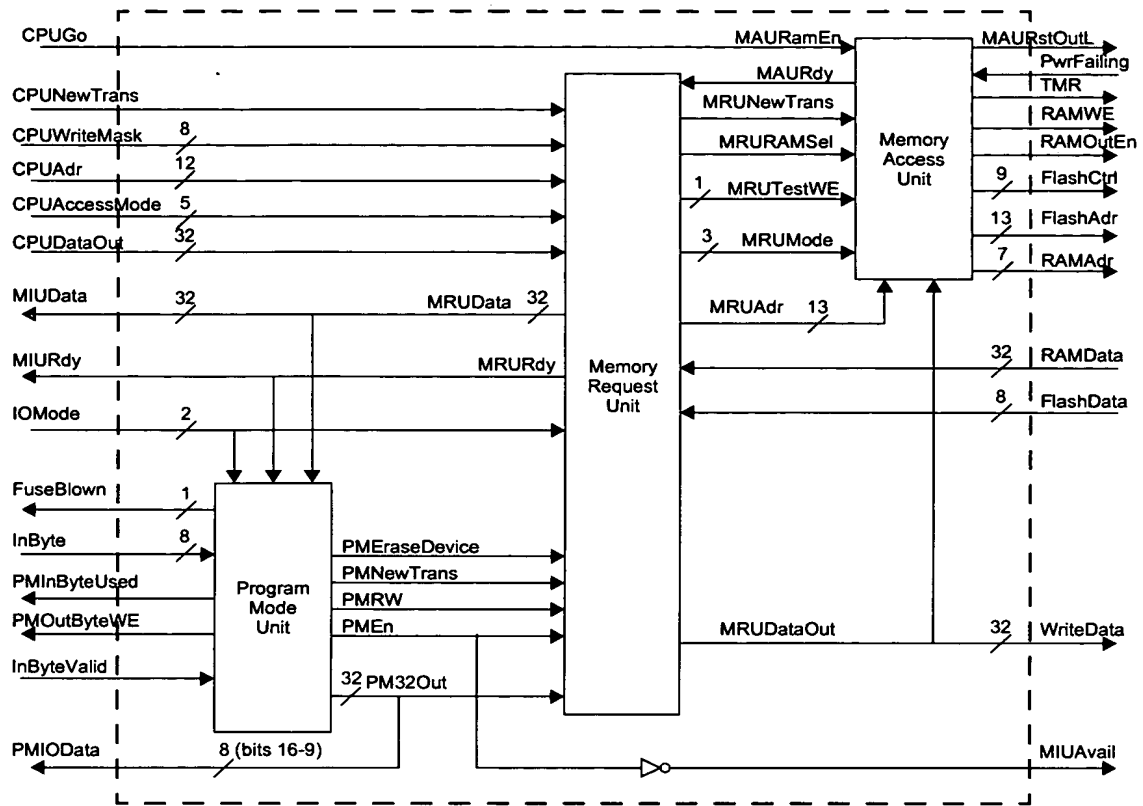 CPUGo
MAURamEn
MAURstOutL
MAURdy
PwrFailing
TMR
CPUNewTrans
MRUNewTrans
RAMWE
CPUWriteMask
8
MRURAMSel
Memory
Access
Unit
RAMOutEn
CPUAdr
12
1
MRUTestWE
9
FlashCtrl
CPUAccessMode
5
13
FlashAdr
CPUDataOut
32
3
MRUMode
7
RAMAdr
MIUData
32
MRUData
32
MRUAdr
13
MIURdy
MRURdy
Memory
Request
Unit
32
RAMData
IOMode
2
8
FlashData
FuseBlown
1
InByte
8
PMEraseDevice
PMInByteUsed
Program
Mode
Unit
PMNewTrans
PMRW
PMOutByteWE
PMEn
MRUDataOut
32
WriteData
InByteValid
32
PM32Out
PMIOData
8 (bits 16-9)
MIUAvail